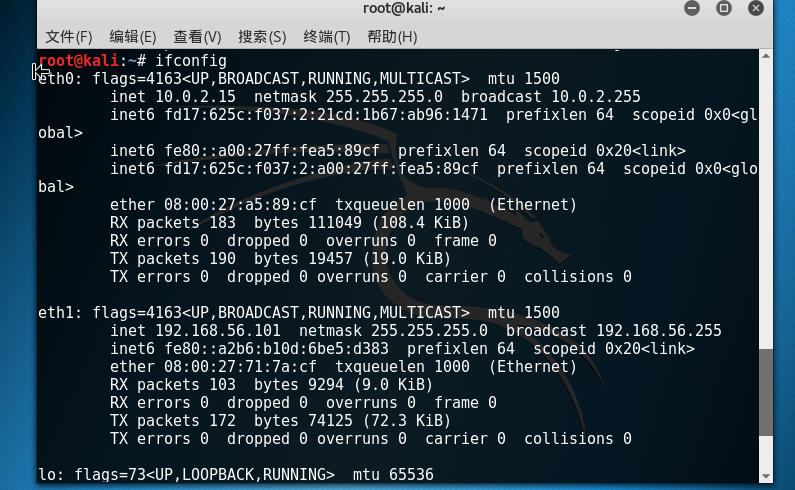 root@kali: ~
文件(F) 编辑(E) 查看(V) 搜索(S) 终端(T) 帮助(H)
root@kali:~# ifconfig
eth0: flags=4163<UP,BROADCAST,RUNNING,MULTICAST>  mtu 1500
        inet 10.0.2.15  netmask 255.255.255.0  broadcast 10.0.2.255
        inet6 fd17:625c:f037:2:21cd:1b67:ab96:1471  prefixlen 64  scopeid 0x0<gl
obal>
        inet6 fe80::a00:27ff:fea5:89cf  prefixlen 64  scopeid 0x20<link>
        inet6 fd17:625c:f037:2:a00:27ff:fea5:89cf  prefixlen 64  scopeid 0x0<glo
bal>
        ether 08:00:27:a5:89:cf  txqueuelen 1000  (Ethernet)
        RX packets 183  bytes 111049 (108.4 KiB)
        RX errors 0  dropped 0  overruns 0  frame 0
        TX packets 190  bytes 19457 (19.0 KiB)
        TX errors 0  dropped 0 overruns 0  carrier 0  collisions 0
eth1: flags=4163<UP,BROADCAST,RUNNING,MULTICAST>  mtu 1500
        inet 192.168.56.101  netmask 255.255.255.0  broadcast 192.168.56.255
        inet6 fe80::a2b6:b10d:6be5:d383  prefixlen 64  scopeid 0x20<link>
        ether 08:00:27:71:7a:cf  txqueuelen 1000  (Ethernet)
        RX packets 103  bytes 9294 (9.0 KiB)
        RX errors 0  dropped 0  overruns 0  frame 0
        TX packets 172  bytes 74125 (72.3 KiB)
        TX errors 0  dropped 0 overruns 0  carrier 0  collisions 0
lo: flags=73<UP,LOOPBACK,RUNNING>  mtu 65536